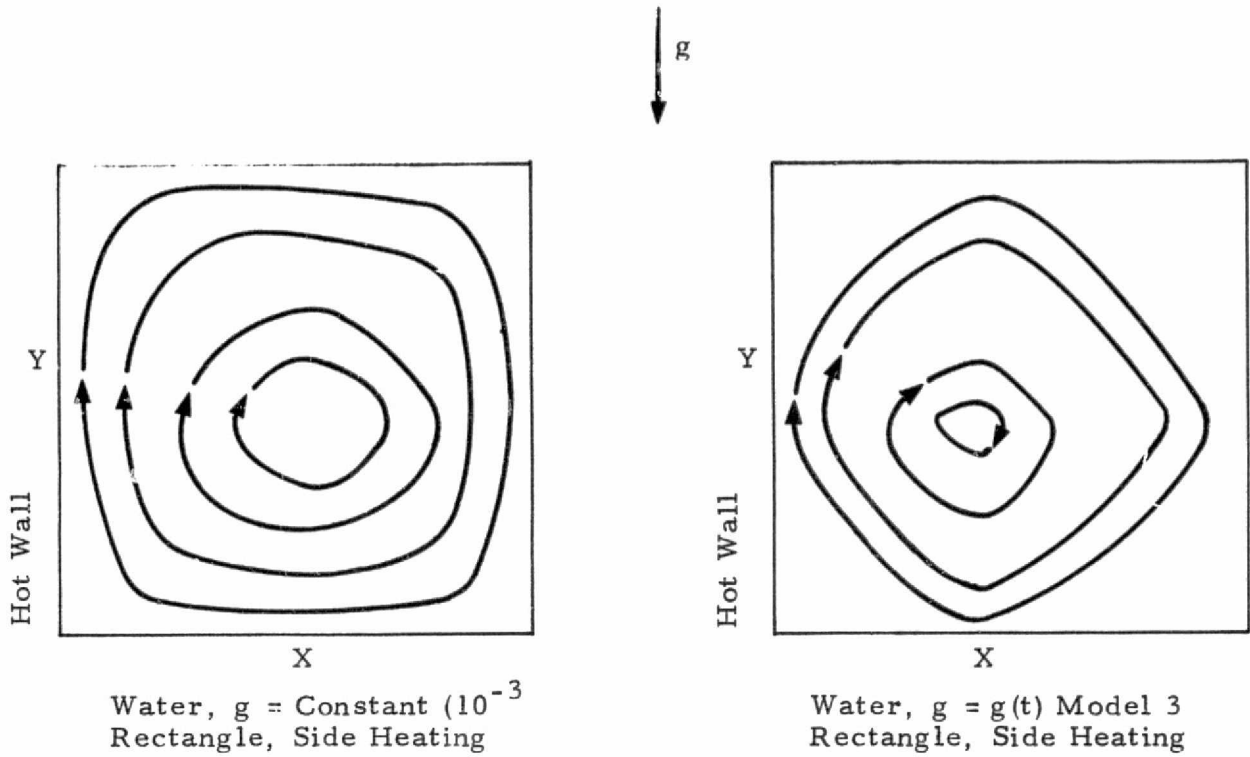 g
Y
Hot Wall
X
Water, g = Constant (10⁻³
Rectangle, Side Heating
Y
Hot Wall
X
Water, g = g(t) Model 3
Rectangle, Side Heating